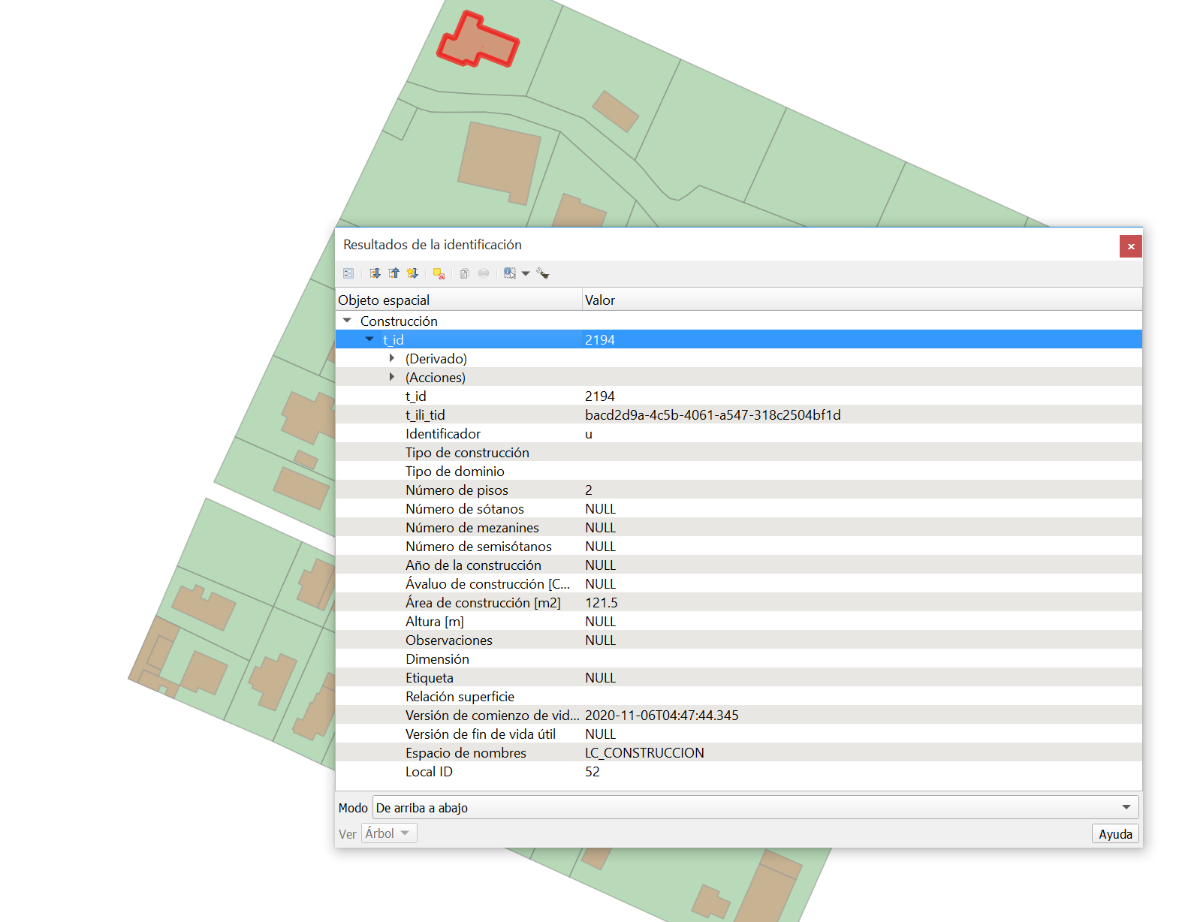 Resultados de la identificación
Objeto espacial Valor
Construcción
t_id 2194
(Derivado)
(Acciones)
t_id 2194
t_ili_tid bacd2d9a-4c5b-4061-a547-318c2504bf1d
Identificador u
Tipo de construcción
Tipo de dominio
Número de pisos 2
Número de sótanos NULL
Número de mezanines NULL
Número de semisótanos NULL
Año de la construcción NULL
Ávaluo de construcción [C... NULL
Área de construcción [m2] 121.5
Altura [m] NULL
Observaciones NULL
Dimensión
Etiqueta NULL
Relación superficie
Versión de comienzo de vid... 2020-11-06T04:47:44.345
Versión de fin de vida útil NULL
Espacio de nombres LC_CONSTRUCCION
Local ID 52
Modo De arriba a abajo
Ver Árbol Ayuda